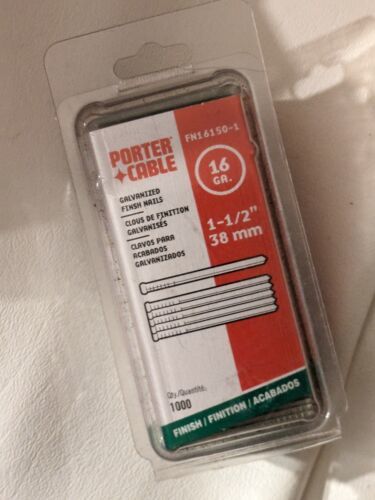 FN16150-1
PORTER
CABLE
16
GA.
GALVANIZED
FINISH NAILS
CLOUS DE FINITION
GALVANISÉS
CLAVOS PARA
ACABADOS
GALVANIZADOS
1-1/2"
38 mm
Qty./Quantité:
1000
FINISH / FINITION / ACABADOS